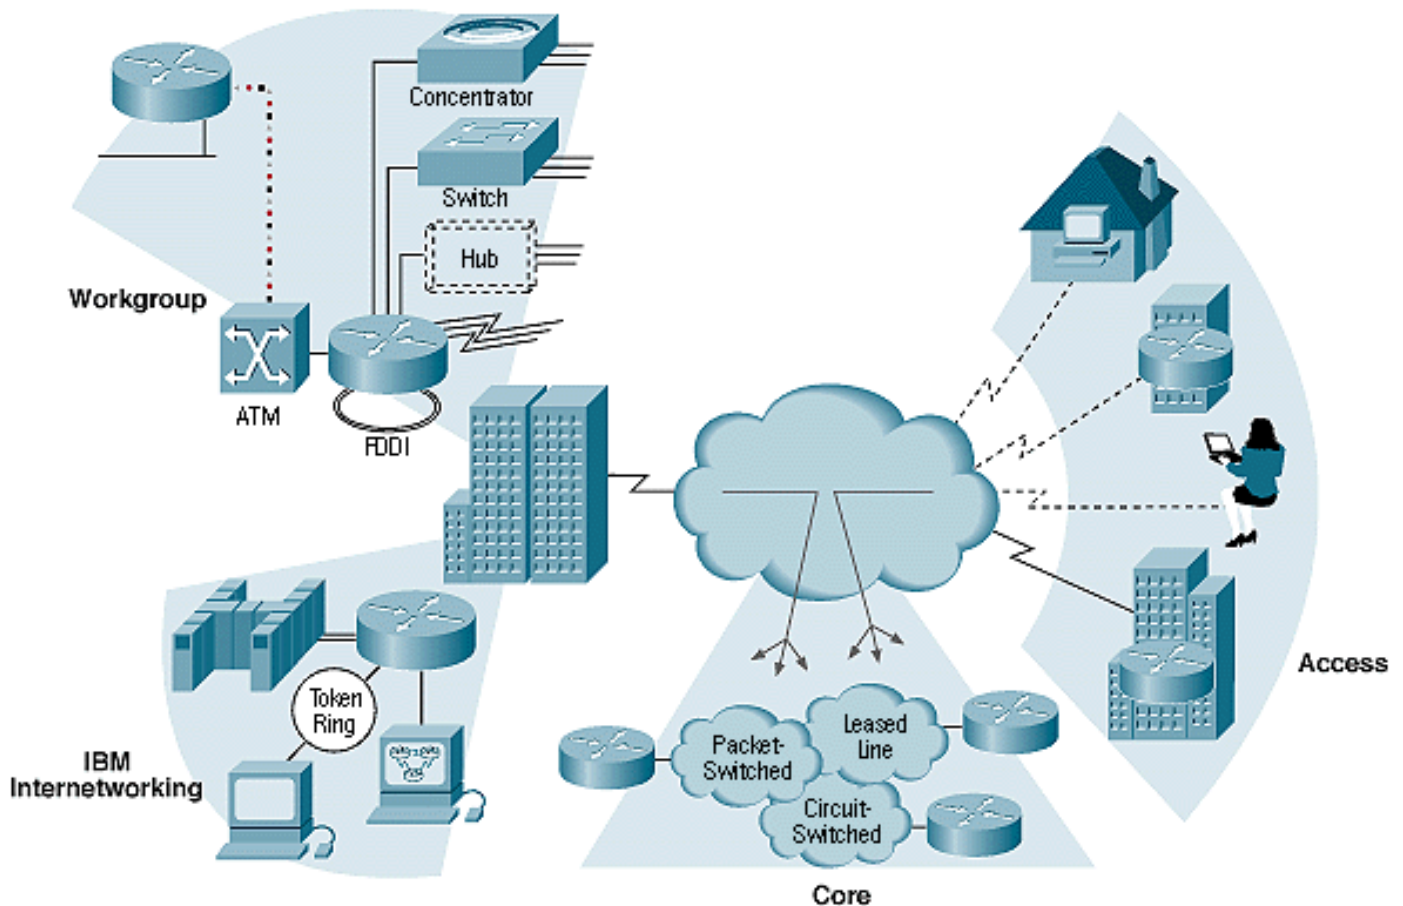 Concentrator
Switch
Hub
Workgroup
ATM
FDDI
Token
Ring
IBM
Internetworking
Packet-
Switched
Leased
Line
Circuit-
Switched
Core
Access